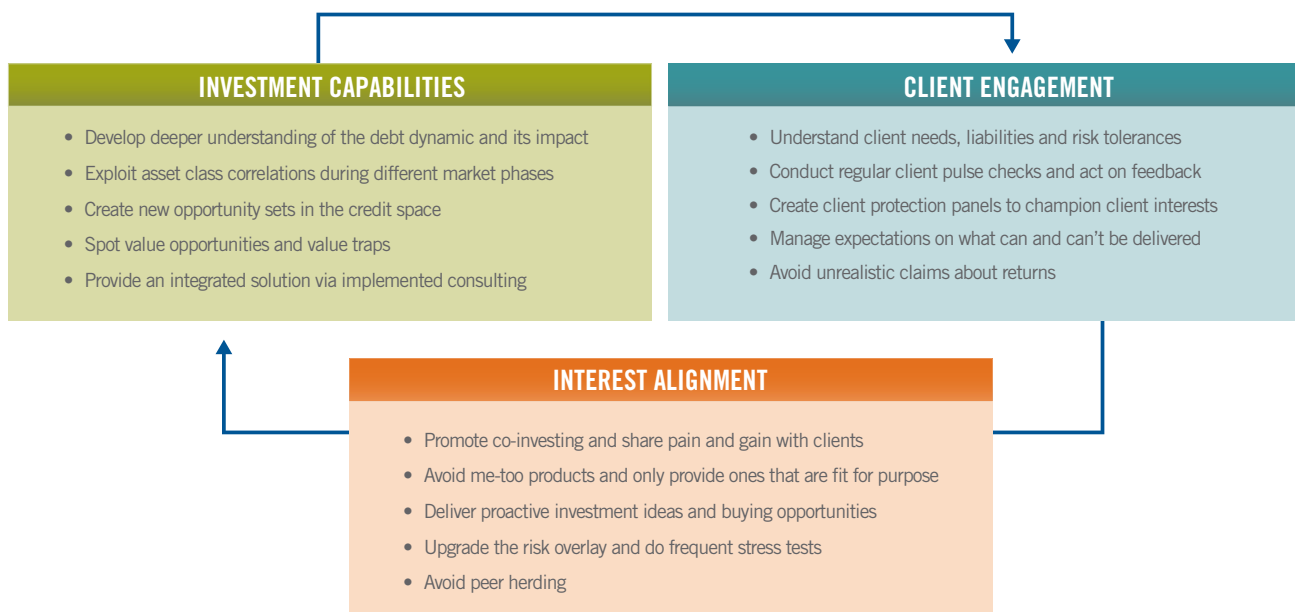 INVESTMENT CAPABILITIES
• Develop deeper understanding of the debt dynamic and its impact
• Exploit asset class correlations during different market phases
• Create new opportunity sets in the credit space
• Spot value opportunities and value traps
• Provide an integrated solution via implemented consulting
CLIENT ENGAGEMENT
• Understand client needs, liabilities and risk tolerances
• Conduct regular client pulse checks and act on feedback
• Create client protection panels to champion client interests
• Manage expectations on what can and can’t be delivered
• Avoid unrealistic claims about returns
INTEREST ALIGNMENT
• Promote co-investing and share pain and gain with clients
• Avoid me-too products and only provide ones that are fit for purpose
• Deliver proactive investment ideas and buying opportunities
• Upgrade the risk overlay and do frequent stress tests
• Avoid peer herding